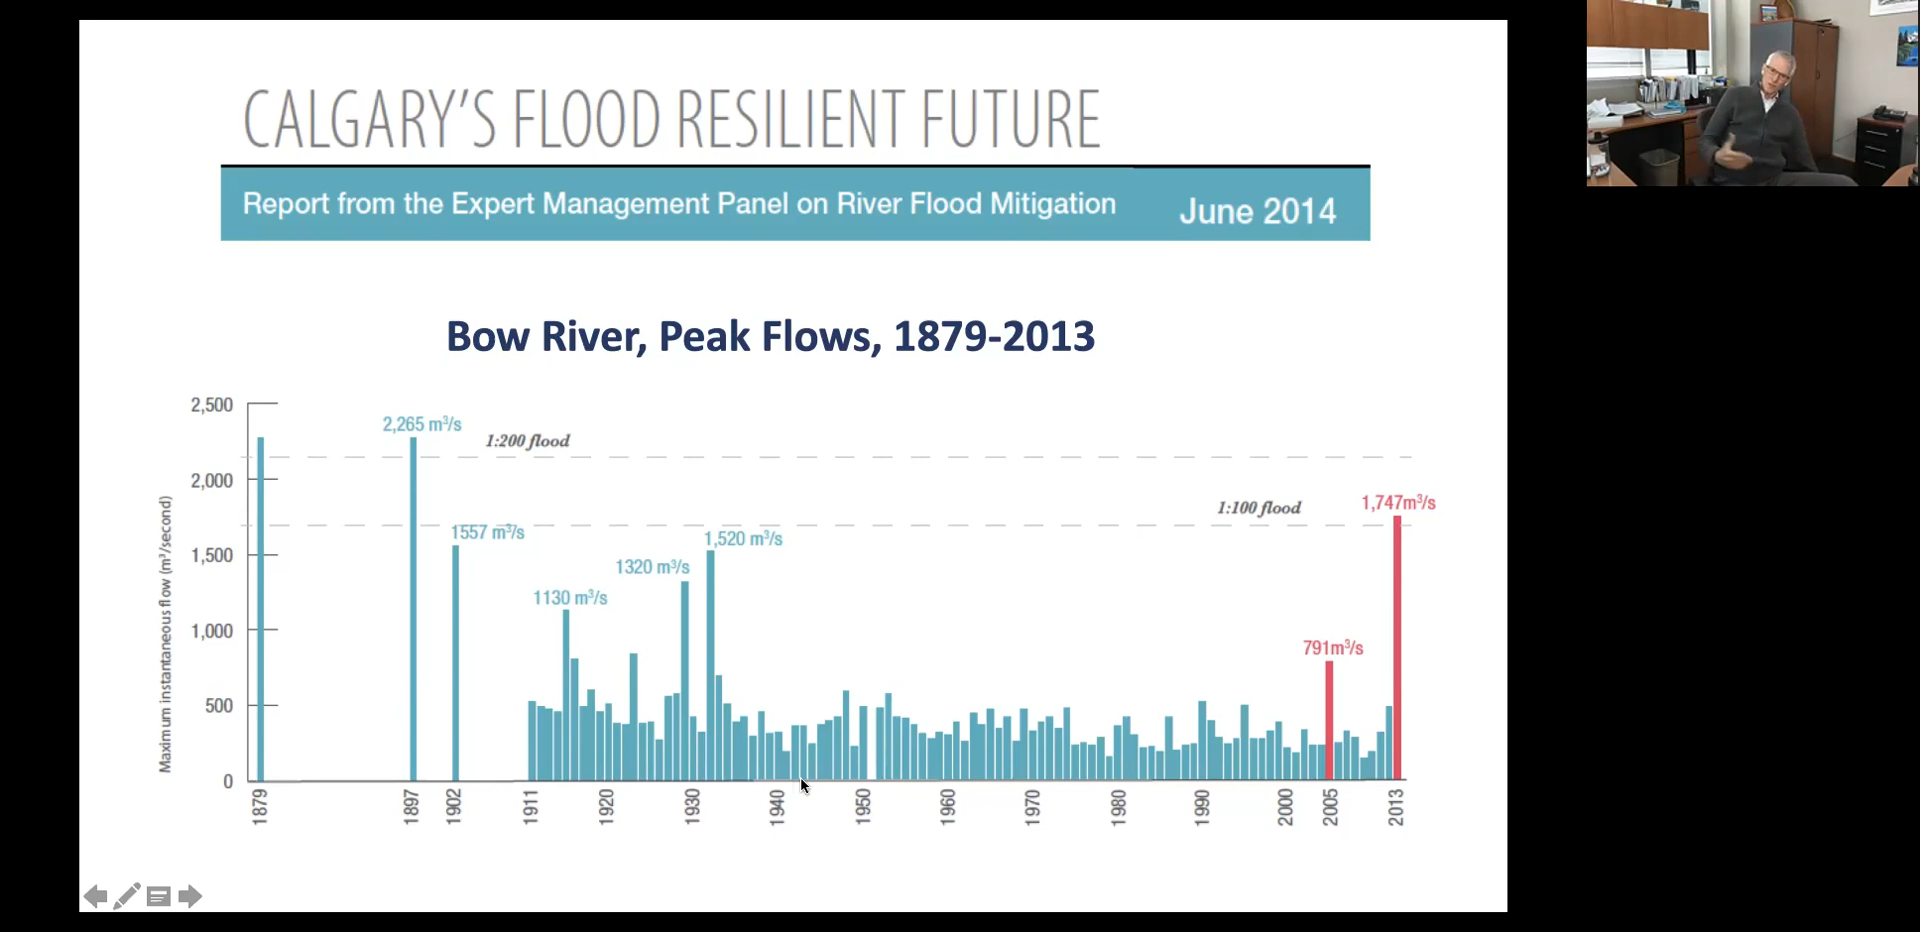 CALGARY'S FLOOD RESILIENT FUTURE
Report from the Expert Management Panel on River Flood Mitigation
June 2014
Bow River, Peak Flows, 1879-2013
Maximum instantaneous flow (m³/second)
2,500
2,000
1,500
1,000
500
0
2,265 m³/s
1:200 flood
1557 m³/s
1130 m³/s
1320 m³/s
1,520 m³/s
1:100 flood
1,747m³/s
791m³/s
1879
1897
1902
1911
1920
1930
1940
1950
1960
1970
1980
1990
2000
2005
2013